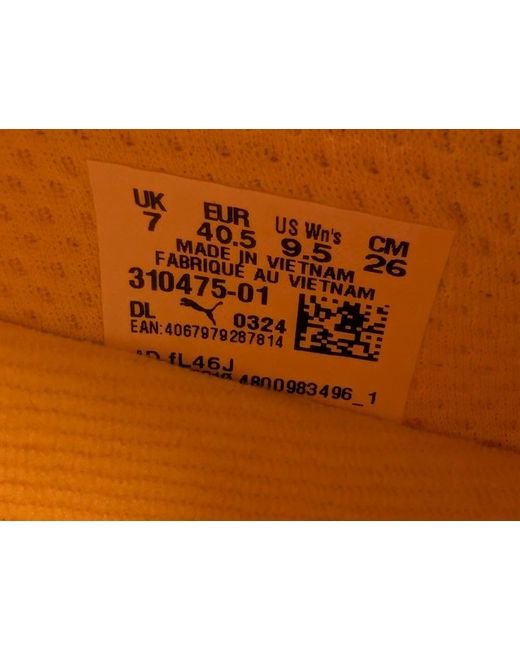 UK EUR US Wn's CM
7 40.5 9.5 26
MADE IN VIETNAM
FABRIQUÉ AU VIETNAM
310475-01
DL 0324
EAN:4067979287814
fL46J
4800983496_1